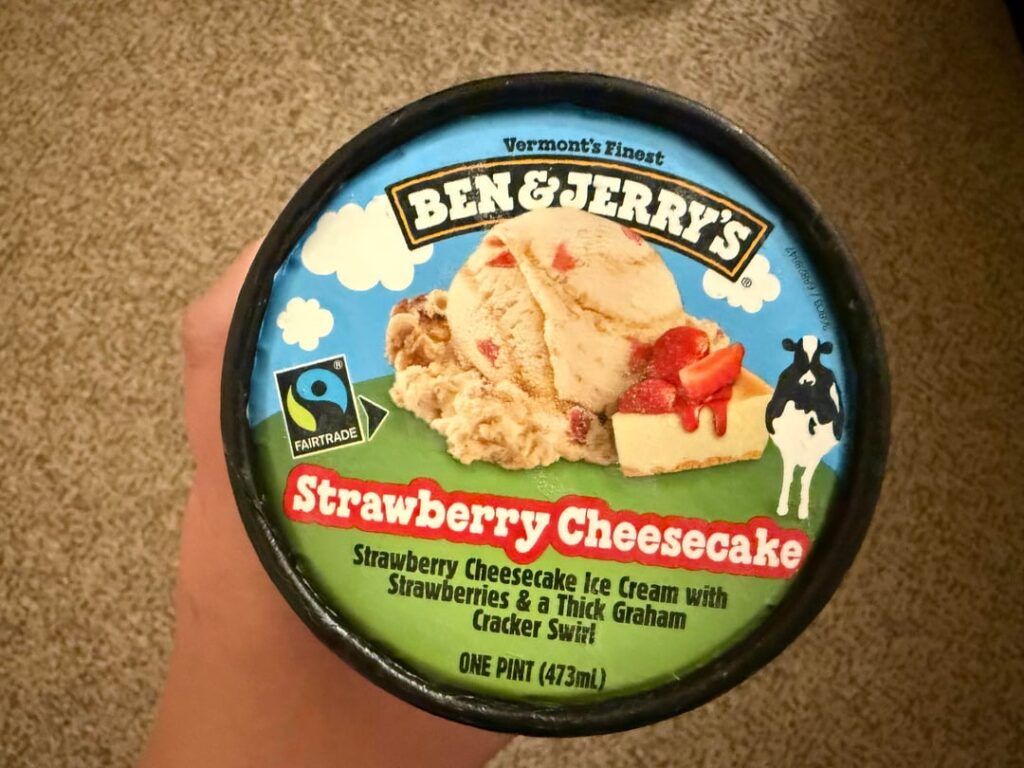 Vermont's Finest
BEN & JERRY'S®
®
FAIRTRADE
Strawberry Cheesecake
Strawberry Cheesecake Ice Cream with
Strawberries & a Thick Graham
Cracker Swirl
ONE PINT (473mL)